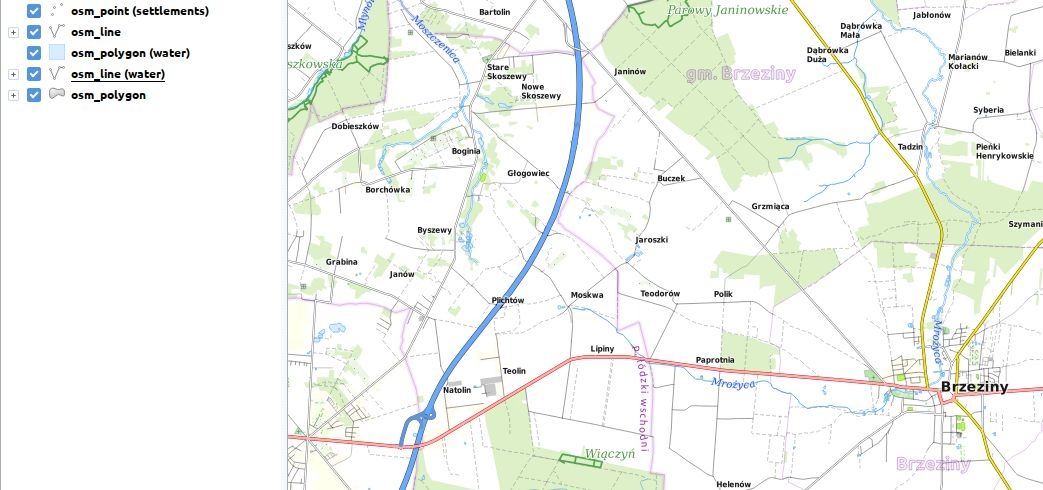 osm_point (settlements)
osm_line
osm_polygon (water)
osm_line (water)
osm_polygon
Bartolin
Parowy Janinowskie
Jabłonów
Dąbrówka
Mała
Moszczenica
szków
Dąbrówka
Duża
Bielanki
Marianów
Kołacki
szkowska
Stare
Skoszewy
Janinów
gm. Brzeziny
Nowe
Skoszewy
Syberia
Dobieszków
Boginia
Tadzin
Pieńki
Henrykowskie
Głogowiec
Buczek
Borchówka
Grzmiąca
Szymani
Byszewy
Jaroszki
Grabina
Janów
Plichtów
Moskwa
Teodorów
Polik
Mrożyca
Lipiny
Paprotnia
p. łódzki wschodni
Teolin
Mrożyca
Brzeziny
Natolin
Wiączyń
Brzeziny
Helenów